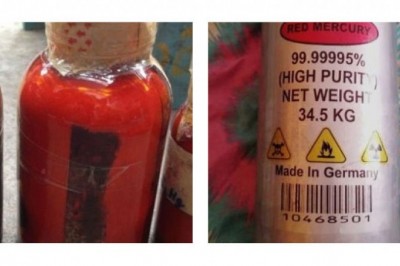 RED MERCURY
99.99995%
(HIGH PURITY)
NET WEIGHT
34.5 KG
Made In Germany
10468501